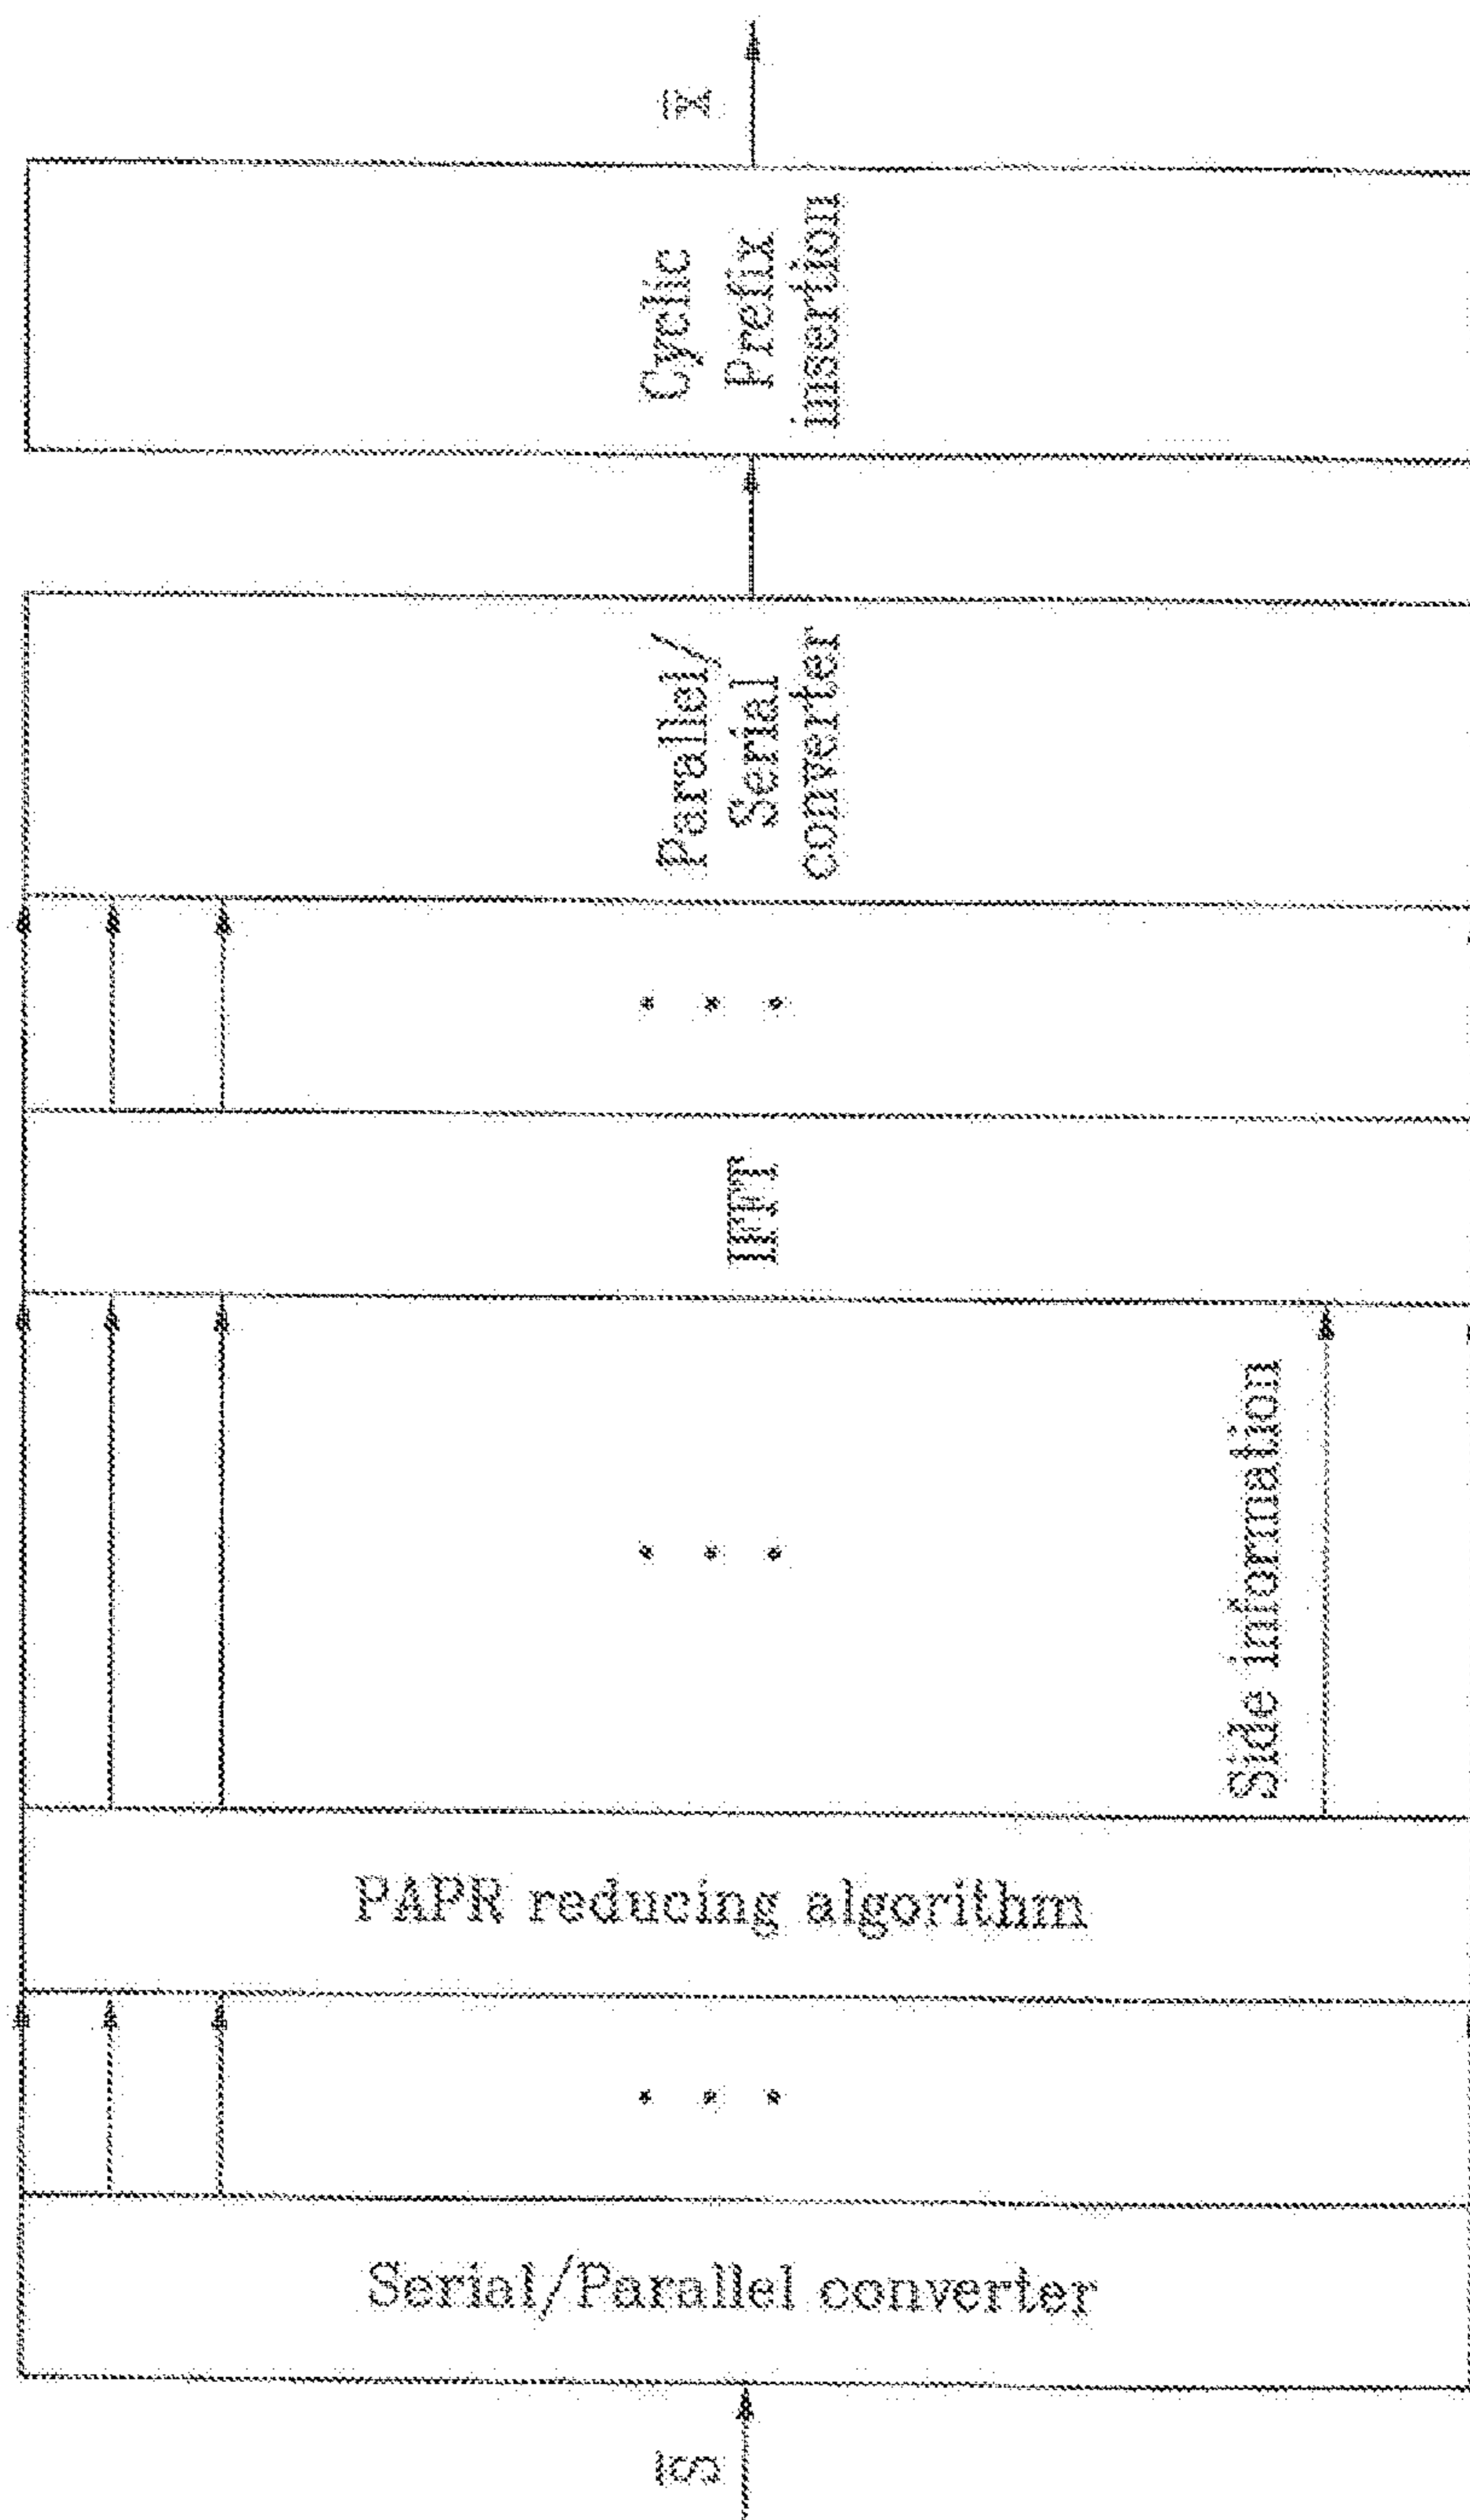 S
Serial/Parallel converter
PAPR reducing algorithm
Side information
IFFT
Parallel/
Serial
converter
Cyclic
Prefix
insertion